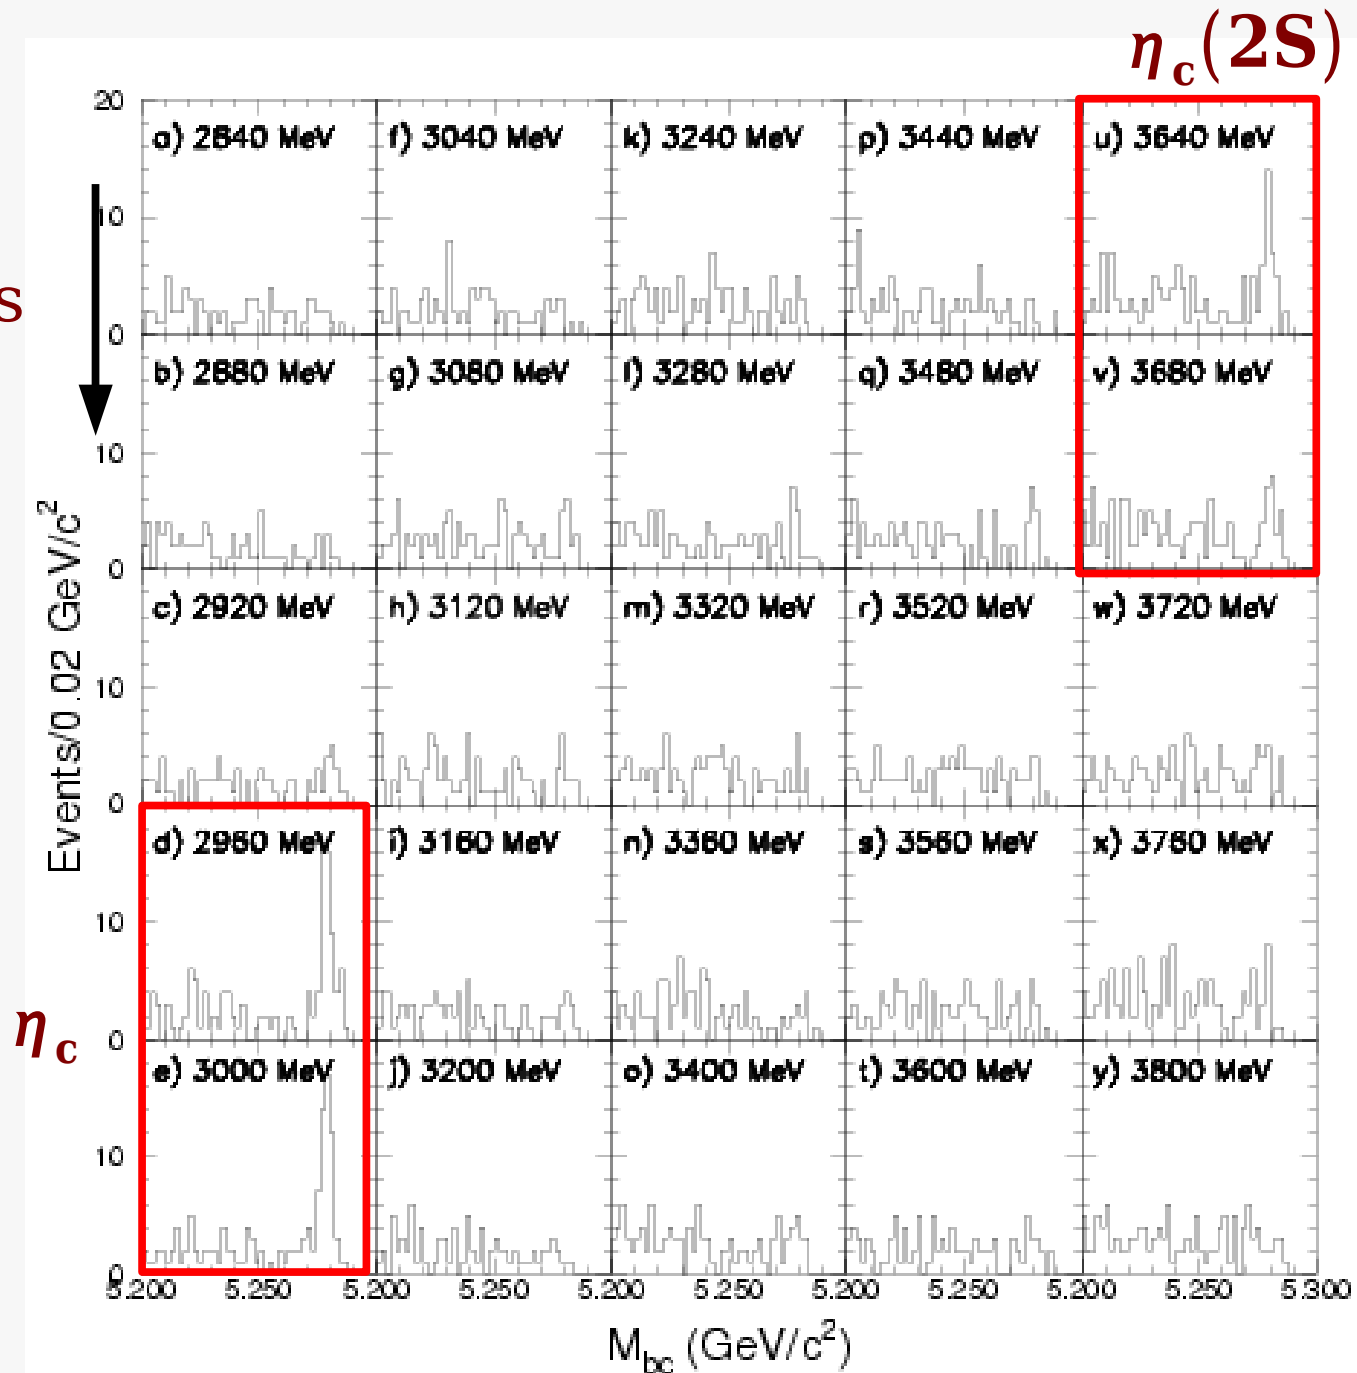 η_c(2S)
20
a) 2840 MeV f) 3040 MeV k) 3240 MeV p) 3440 MeV u) 3640 MeV
10
s
0
b) 2880 MeV g) 3080 MeV l) 3280 MeV q) 3480 MeV v) 3680 MeV
10
0
c) 2920 MeV h) 3120 MeV m) 3320 MeV r) 3520 MeV w) 3720 MeV
10
0
d) 2960 MeV i) 3160 MeV n) 3360 MeV s) 3560 MeV x) 3760 MeV
10
η_c
0
e) 3000 MeV j) 3200 MeV o) 3400 MeV t) 3600 MeV y) 3800 MeV
10
0
Events/0.02 GeV/c²
5.200 5.250 5.200 5.250 5.200 5.250 5.200 5.250 5.200 5.250 5.300
M_bc (GeV/c²)